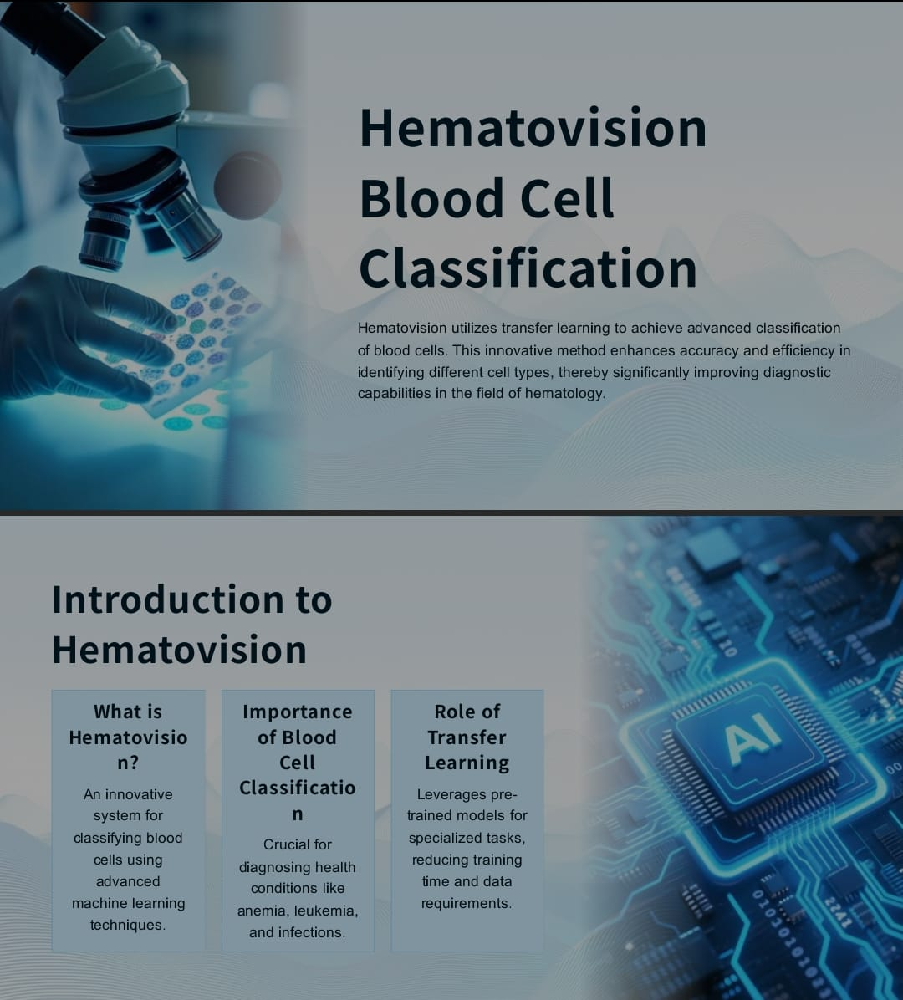 Hematovision
Blood Cell
Classification
Hematovision utilizes transfer learning to achieve advanced classification
of blood cells. This innovative method enhances accuracy and efficiency in
identifying different cell types, thereby significantly improving diagnostic
capabilities in the field of hematology.
Introduction to
Hematovision
What is
Hematovisio
n?
An innovative
system for
classifying blood
cells using
advanced
machine learning
techniques.
Importance
of Blood
Cell
Classificatio
n
Crucial for
diagnosing health
conditions like
anemia, leukemia,
and infections.
Role of
Transfer
Learning
Leverages pre-
trained models for
specialized tasks,
reducing training
time and data
requirements.
AI